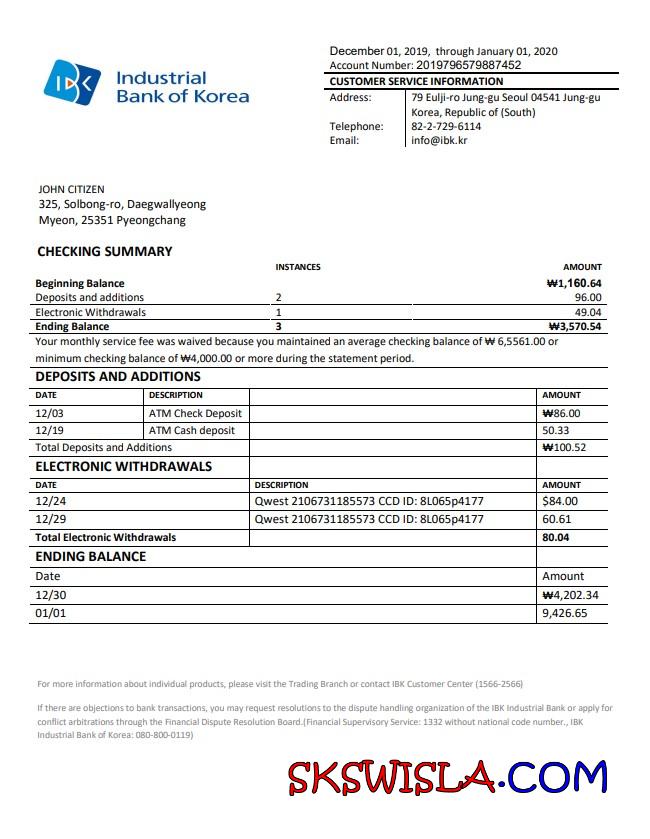 December 01, 2019, through January 01, 2020
Account Number: 2019796579887452
IBK
Industrial
Bank of Korea
CUSTOMER SERVICE INFORMATION
Address: 79 Eulji-ro Jung-gu Seoul 04541 Jung-gu
Korea, Republic of (South)
Telephone: 82-2-729-6114
Email: info@ibk.kr
JOHN CITIZEN
325, Solbong-ro, Daegwallyeong
Myeon, 25351 Pyeongchang
CHECKING SUMMARY
INSTANCES AMOUNT
Beginning Balance ₩1,160.64
Deposits and additions 2 96.00
Electronic Withdrawals 1 49.04
Ending Balance 3 ₩3,570.54
Your monthly service fee was waived because you maintained an average checking balance of ₩ 6,5561.00 or
minimum checking balance of ₩4,000.00 or more during the statement period.
DEPOSITS AND ADDITIONS
DATE DESCRIPTION AMOUNT
12/03 ATM Check Deposit ₩86.00
12/19 ATM Cash deposit 50.33
Total Deposits and Additions ₩100.52
ELECTRONIC WITHDRAWALS
DATE DESCRIPTION AMOUNT
12/24 Qwest 2106731185573 CCD ID: 8L065p4177 $84.00
12/29 Qwest 2106731185573 CCD ID: 8L065p4177 60.61
Total Electronic Withdrawals 80.04
ENDING BALANCE
Date Amount
12/30 ₩4,202.34
01/01 9,426.65
For more information about individual products, please visit the Trading Branch or contact IBK Customer Center (1566-2566)
If there are objections to bank transactions, you may request resolutions to the dispute handling organization of the IBK Industrial Bank or apply for
conflict arbitrations through the Financial Dispute Resolution Board.(Financial Supervisory Service: 1332 without national code number., IBK
Industrial Bank of Korea: 080-800-0119)
SKSWISLA.COM